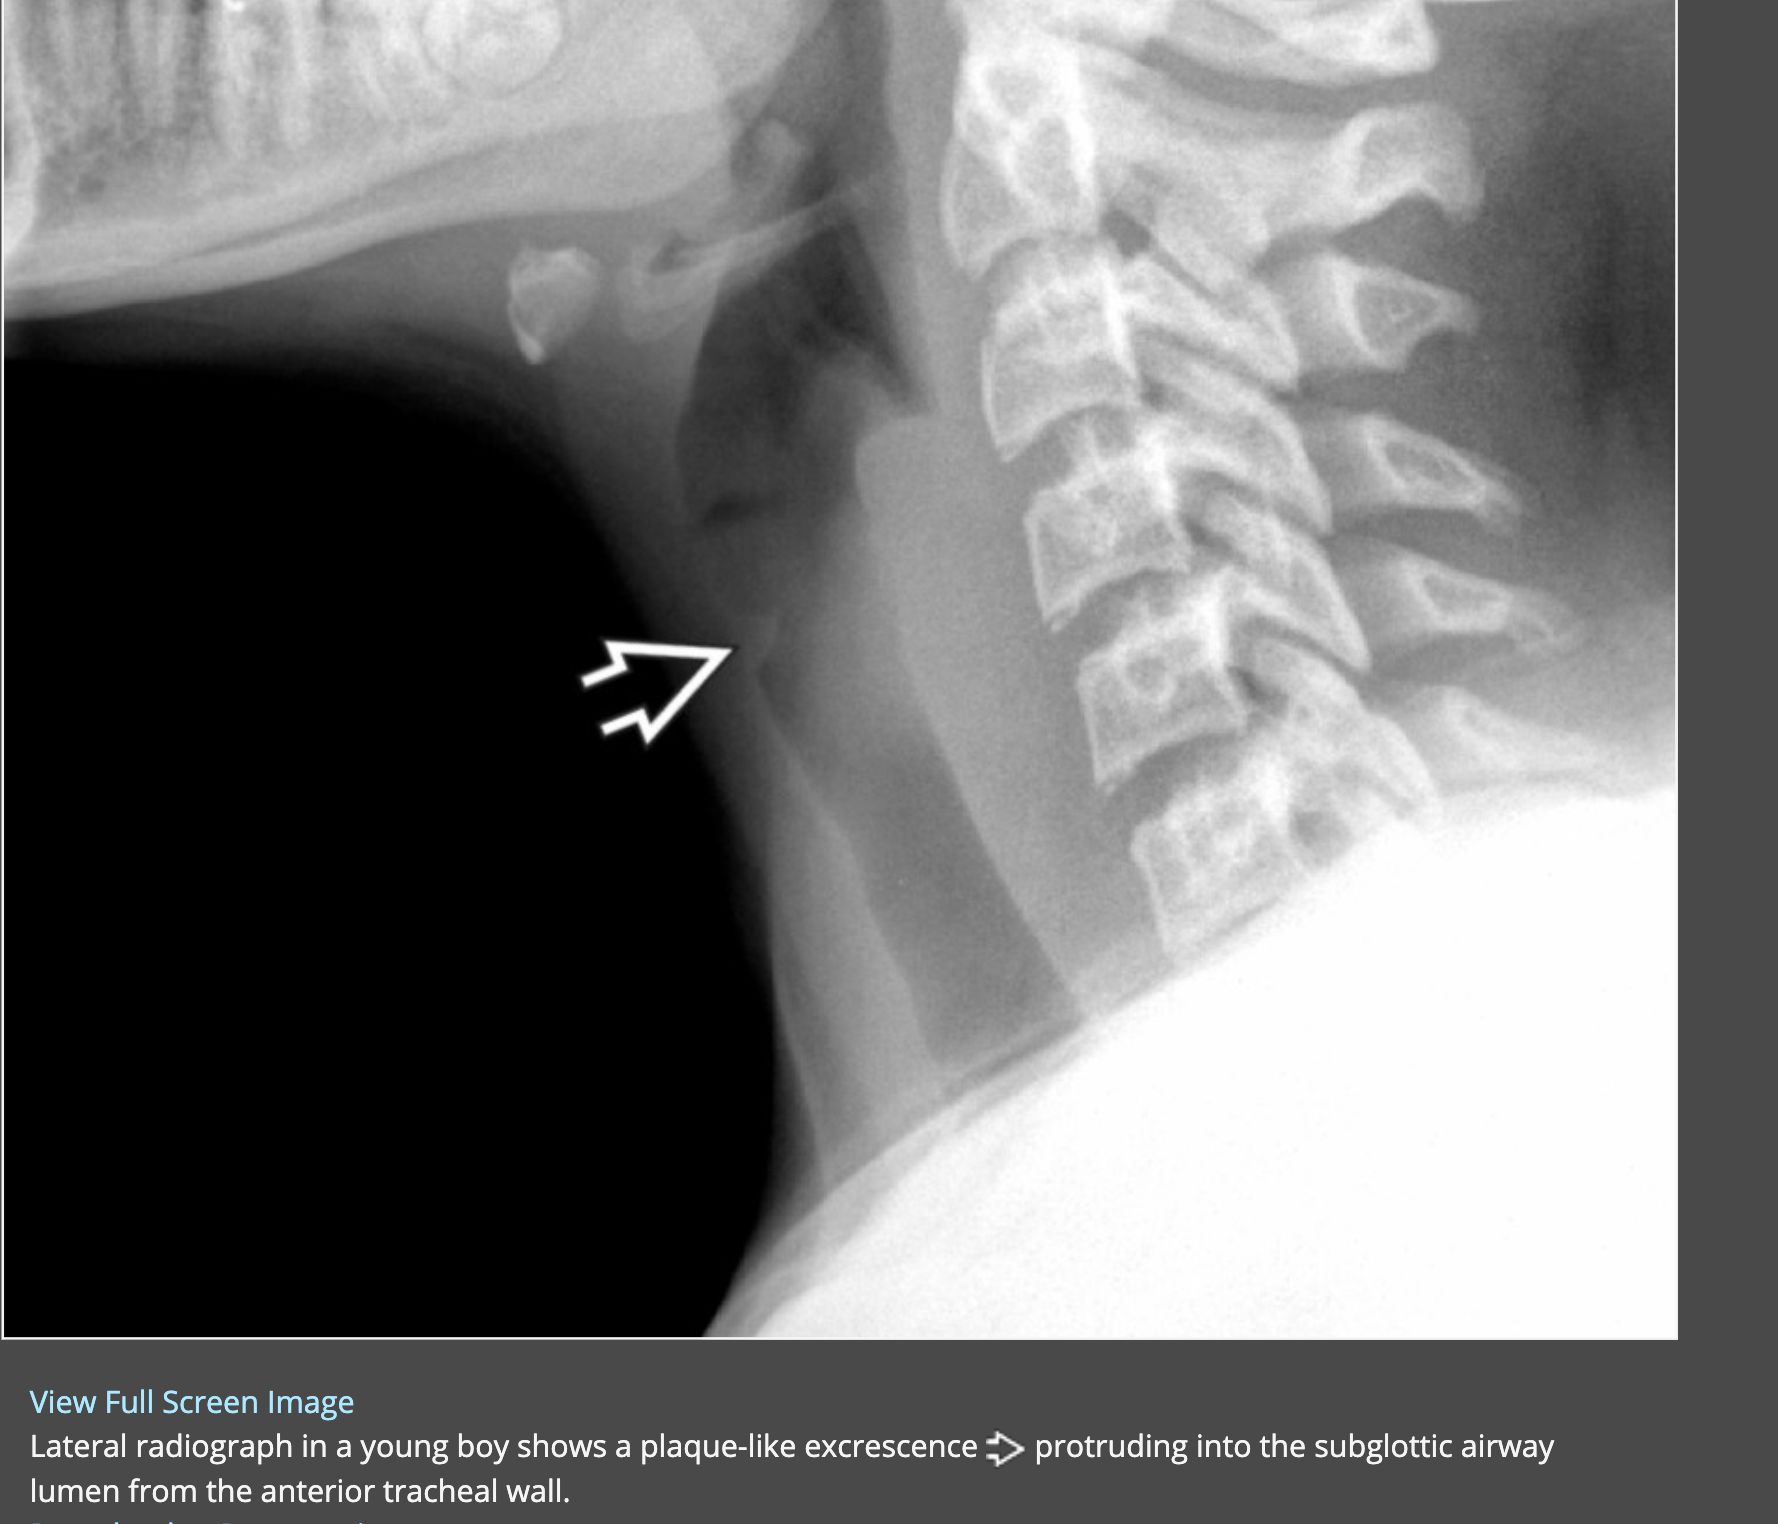 View Full Screen Image
Lateral radiograph in a young boy shows a plaque-like excrescence protruding into the subglottic airway
lumen from the anterior tracheal wall.